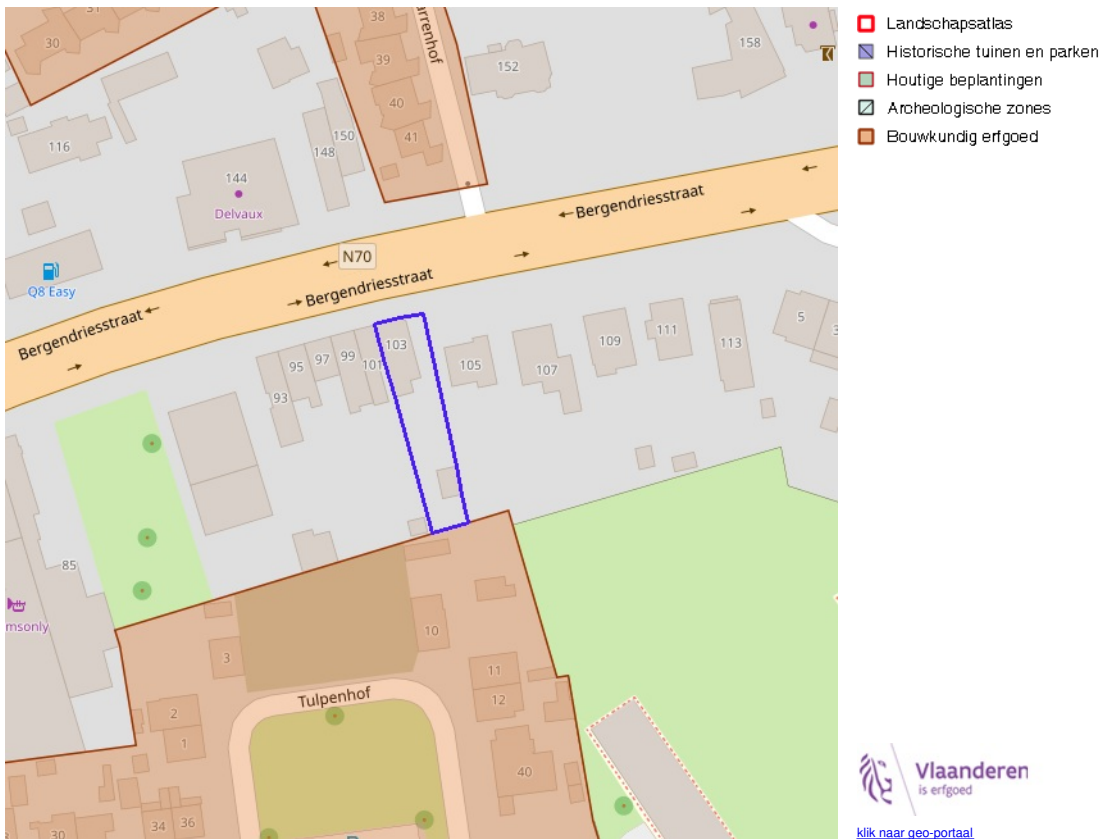 Landschapsatlas
Historische tuinen en parken
Houtige beplantingen
Archeologische zones
Bouwkundig erfgoed
30
31
38
39
40
41
arrenhof
152
158
116
150
148
144
Delvaux
Q8 Easy
Bergendriesstraat
N70
Bergendriesstraat
Bergendriesstraat
93
95
97
99
101
103
105
107
109
111
113
5
85
msonly
3
10
11
12
2
1
Tulpenhof
40
30
34
36
Vlaanderen
is erfgoed
klik naar geo-portaal